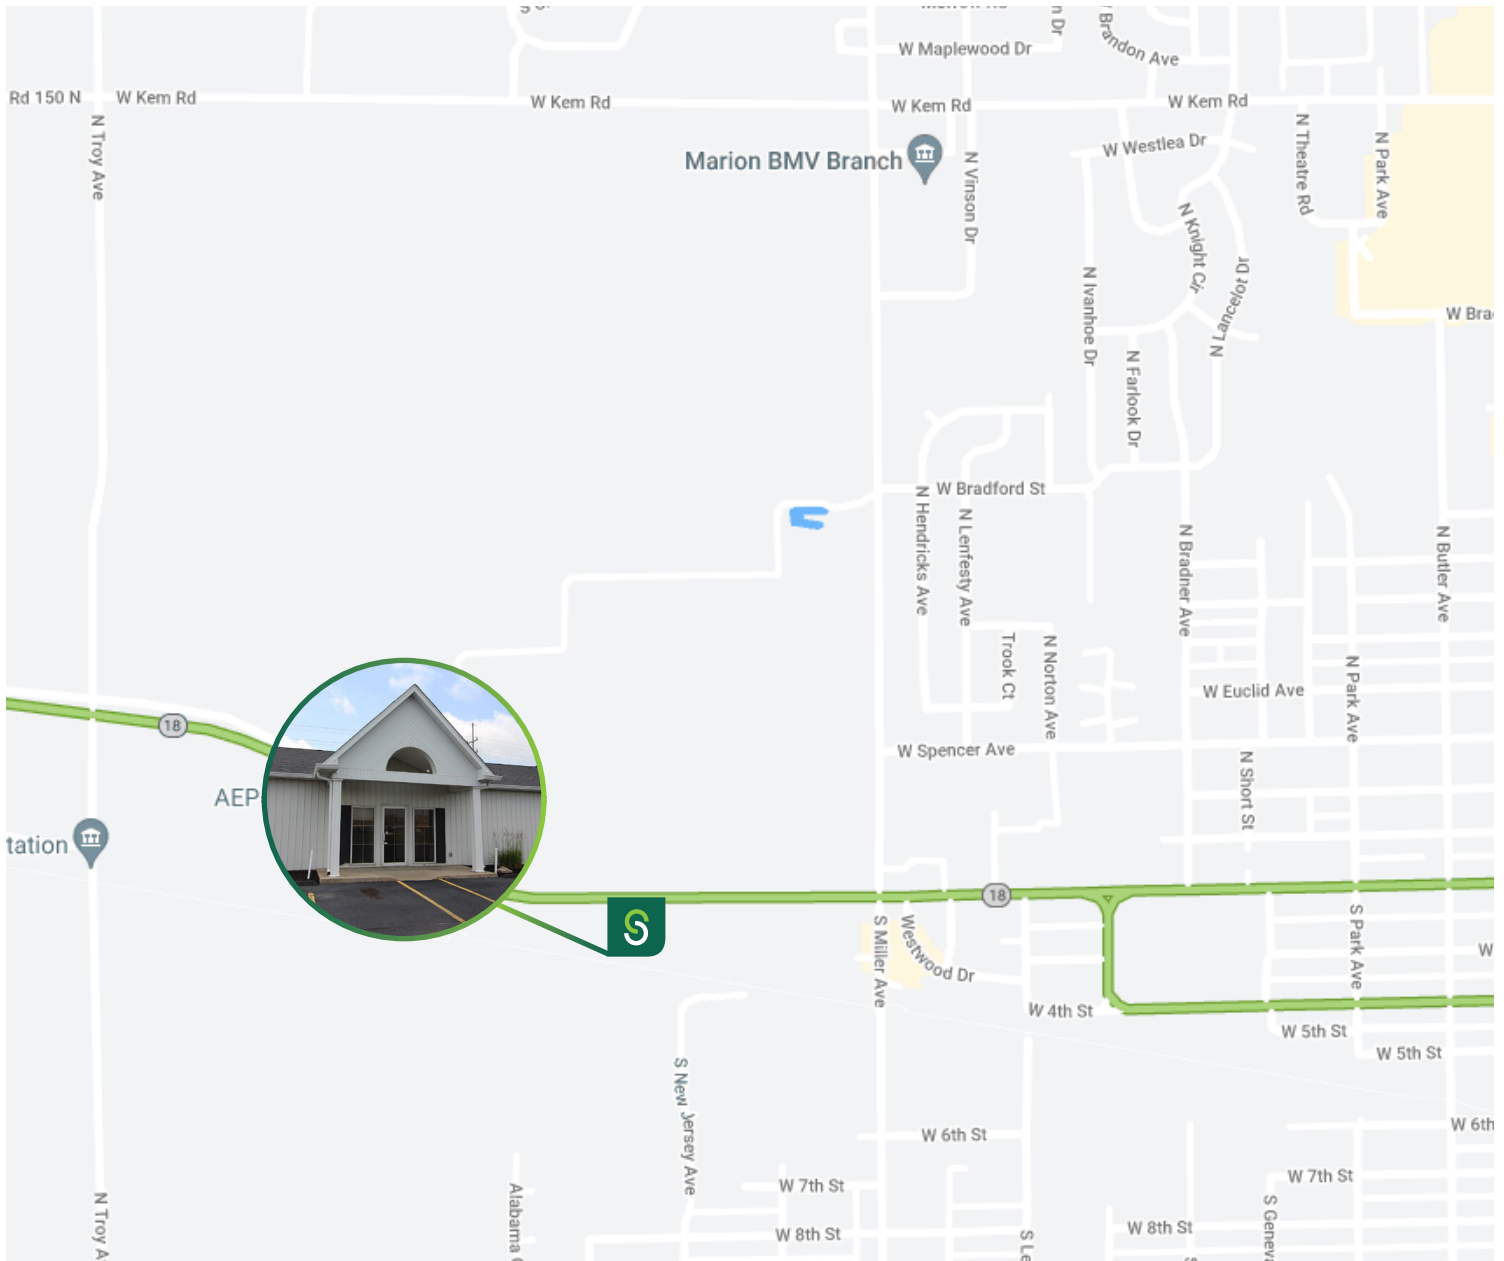 W Maplewood Dr
Brandon Ave
Rd 150 N
W Kem Rd
W Kem Rd
W Kem Rd
W Kem Rd
N Troy Ave
Marion BMV Branch
N Vinson Dr
W Westlea Dr
N Theatre Rd
N Park Ave
N Knight Cir
N Lancelot Dr
N Ivanhoe Dr
N Farlook Dr
W Bra
W Bradford St
N Hendricks Ave
N Lenfesty Ave
N Bradner Ave
N Butler Ave
Trook Ct
N Norton Ave
W Euclid Ave
N Park Ave
18
W Spencer Ave
N Short St
AEP
tation
18
S Miller Ave
Westwood Dr
S Park Ave
W
W 4th St
W 5th St
W 5th St
S New Jersey Ave
W 6th St
W 6th
W 7th St
W 7th St
N Troy A
Alabama
W 8th St
W 8th St
S Le
S Geneva